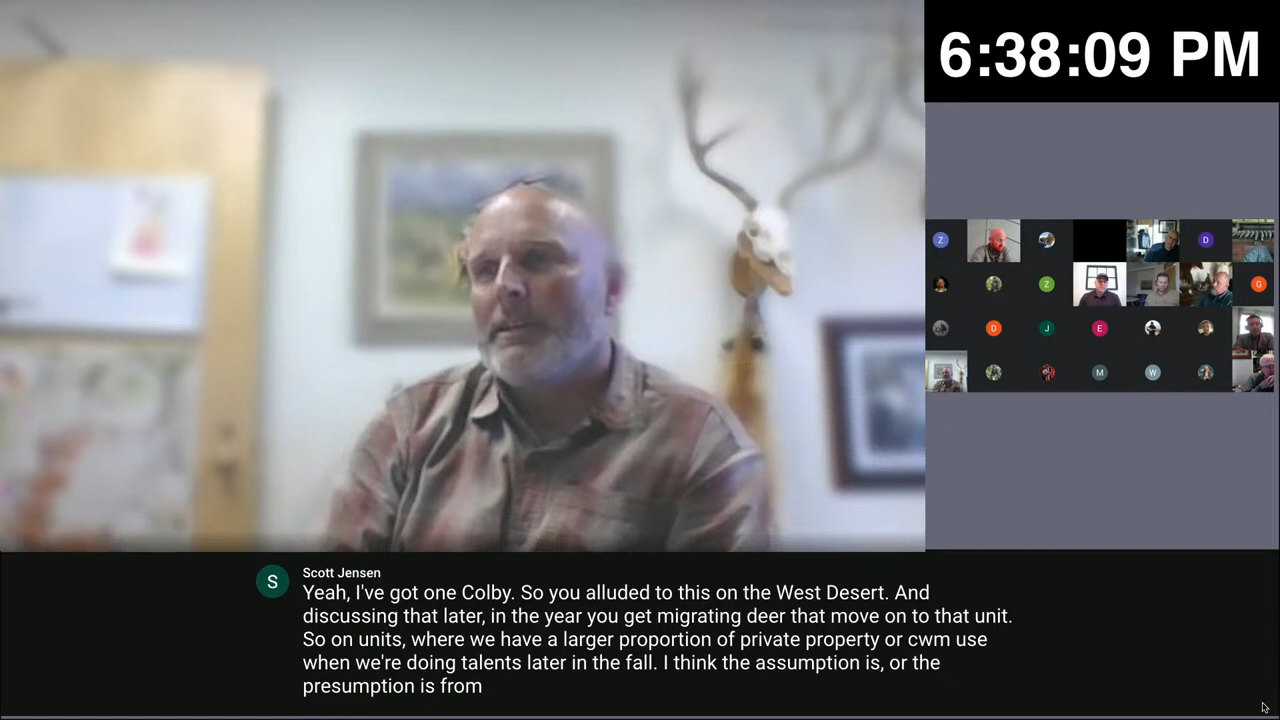 6:38:09 PM
Z
D
Z
G
D
J
E
M
W
S
Scott Jensen
Yeah, I've got one Colby. So you alluded to this on the West Desert. And
discussing that later, in the year you get migrating deer that move on to that unit.
So on units, where we have a larger proportion of private property or cwm use
when we're doing talents later in the fall. I think the assumption is, or the
presumption is from